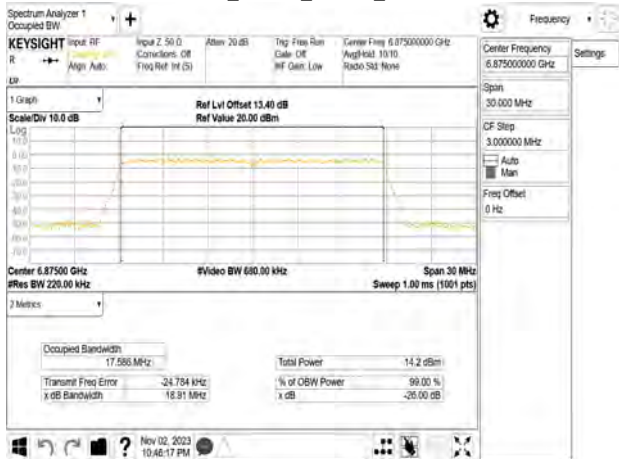 Spectrum Analyzer 1
Occupied BW
Frequency
KEYSIGHT
Input: RF
R
Align: Auto
Input Z: 50 Ω
Corrections: Off
Freq Ref: Int (S)
Atten: 20 dB
Trig: Free Run
Gate: Off
#IF Gain: Low
Center Freq: 6.875000000 GHz
Avg|Hold: 10/10
Radio Std: None
Center Frequency
6.875000000 GHz
Settings
Span
30.000 MHz
CF Step
3.000000 MHz
Auto
Man
Freq Offset
0 Hz
1 Graph
Scale/Div 10.0 dB
Ref Lvl Offset 13.40 dB
Ref Value 20.00 dBm
Log
10.0
0.00
Center 6.87500 GHz
#Res BW 220.00 kHz
#Video BW 680.00 kHz
Span 30 MHz
Sweep 1.00 ms (1001 pts)
2 Metrics
Occupied Bandwidth
17.586 MHz
Total Power
14.2 dBm
Transmit Freq Error
-24.784 kHz
% of OBW Power
99.00 %
x dB Bandwidth
18.91 MHz
x dB
-26.00 dB
?
Nov 02, 2023
10:46:17 PM